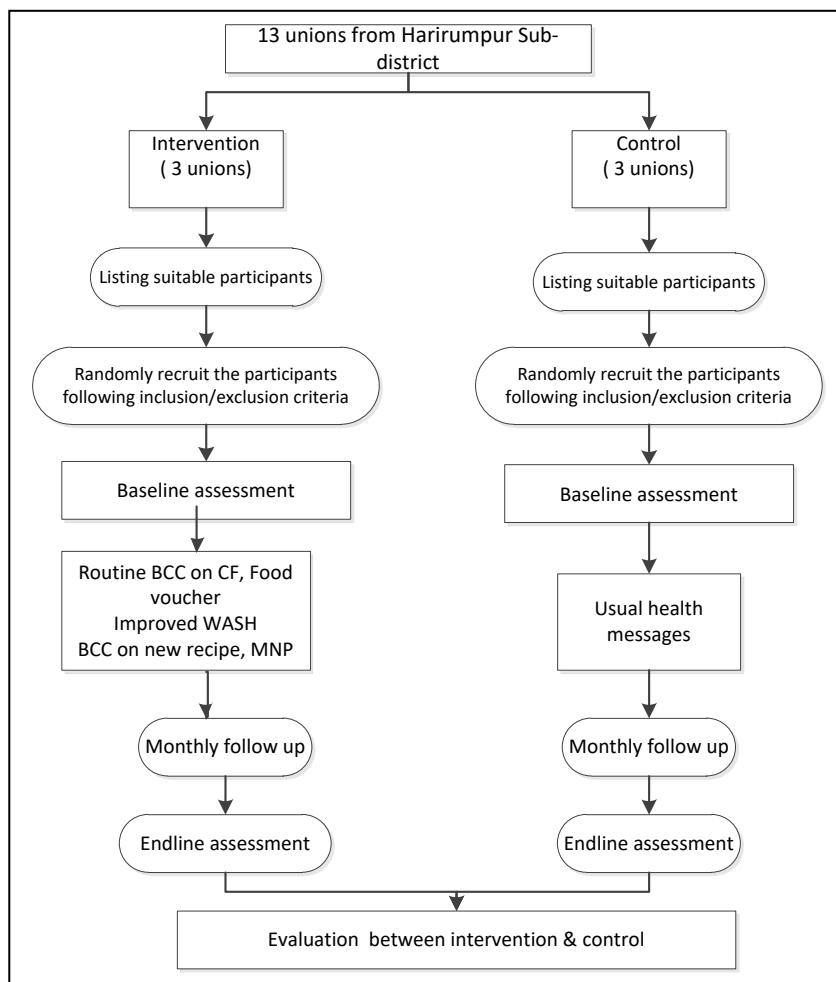 13 unions from Harirumpur Sub-
district
Intervention
( 3 unions)
Control
( 3 unions)
Listing suitable participants
Listing suitable participants
Randomly recruit the participants
following inclusion/exclusion criteria
Randomly recruit the participants
following inclusion/exclusion criteria
Baseline assessment
Baseline assessment
Routine BCC on CF, Food
voucher
Improved WASH
BCC on new recipe, MNP
Usual health
messages
Monthly follow up
Monthly follow up
Endline assessment
Endline assessment
Evaluation between intervention & control